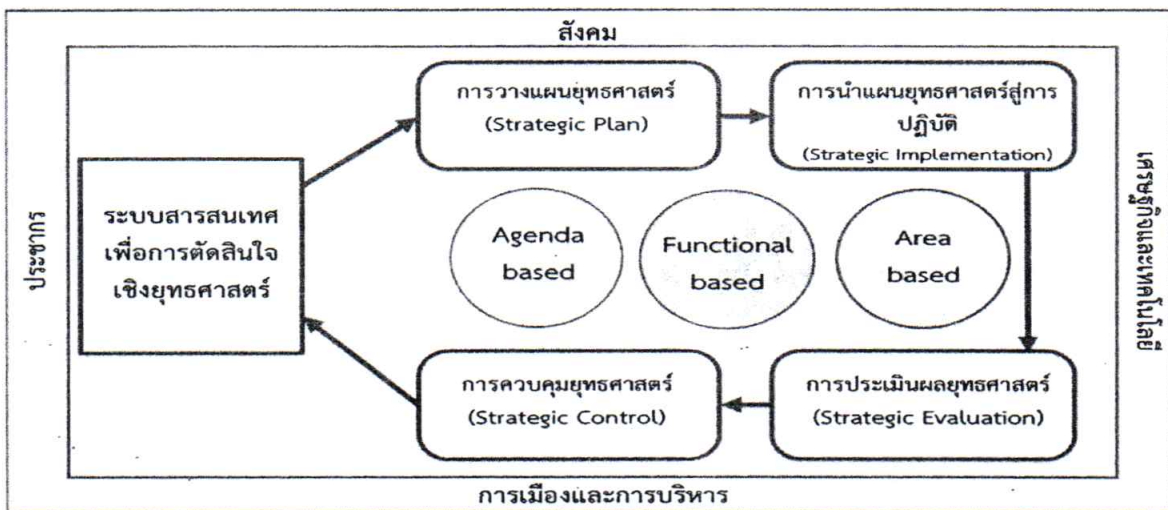 สังคม
การวางแผนยุทธศาสตร์
(Strategic Plan)
การนำแผนยุทธศาสตร์สู่การ
ปฏิบัติ
(Strategic Implementation)
ประชากร
ระบบสารสนเทศ
เพื่อการตัดสินใจ
เชิงยุทธศาสตร์
Agenda
based
Functional
based
Area
based
เศรษฐกิจและเทคโนโลยี
การควบคุมยุทธศาสตร์
(Strategic Control)
การประเมินผลยุทธศาสตร์
(Strategic Evaluation)
การเมืองและการบริหาร